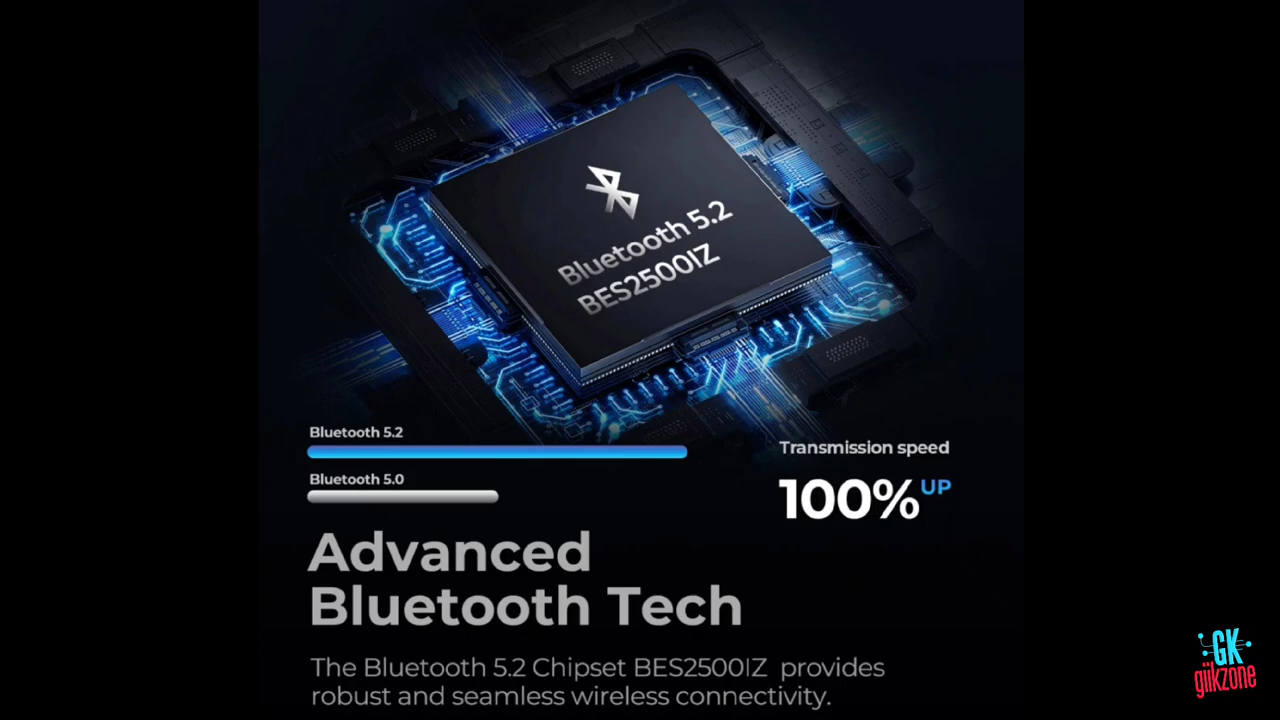 Bluetooth 5.2
BES2500IZ
Bluetooth 5.2
Bluetooth 5.0
Transmission speed
100% UP
Advanced
Bluetooth Tech
The Bluetooth 5.2 Chipset BES2500IZ provides
robust and seamless wireless connectivity.
GK
giikzone